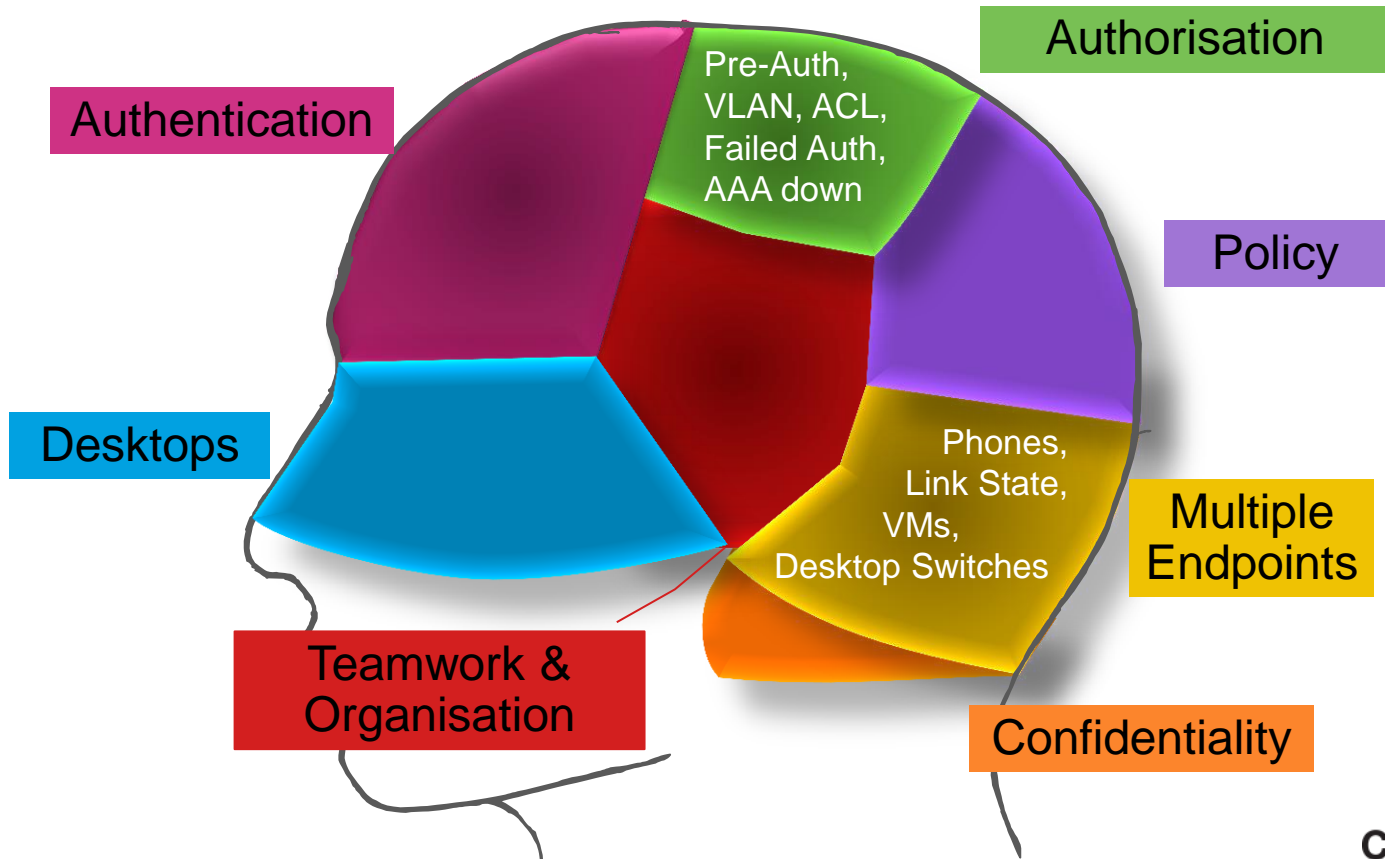 Authorisation
Pre-Auth,
VLAN, ACL,
Failed Auth,
AAA down
Authentication
Policy
Desktops
Phones,
Link State,
VMs,
Desktop Switches
Multiple
Endpoints
Teamwork &
Organisation
Confidentiality